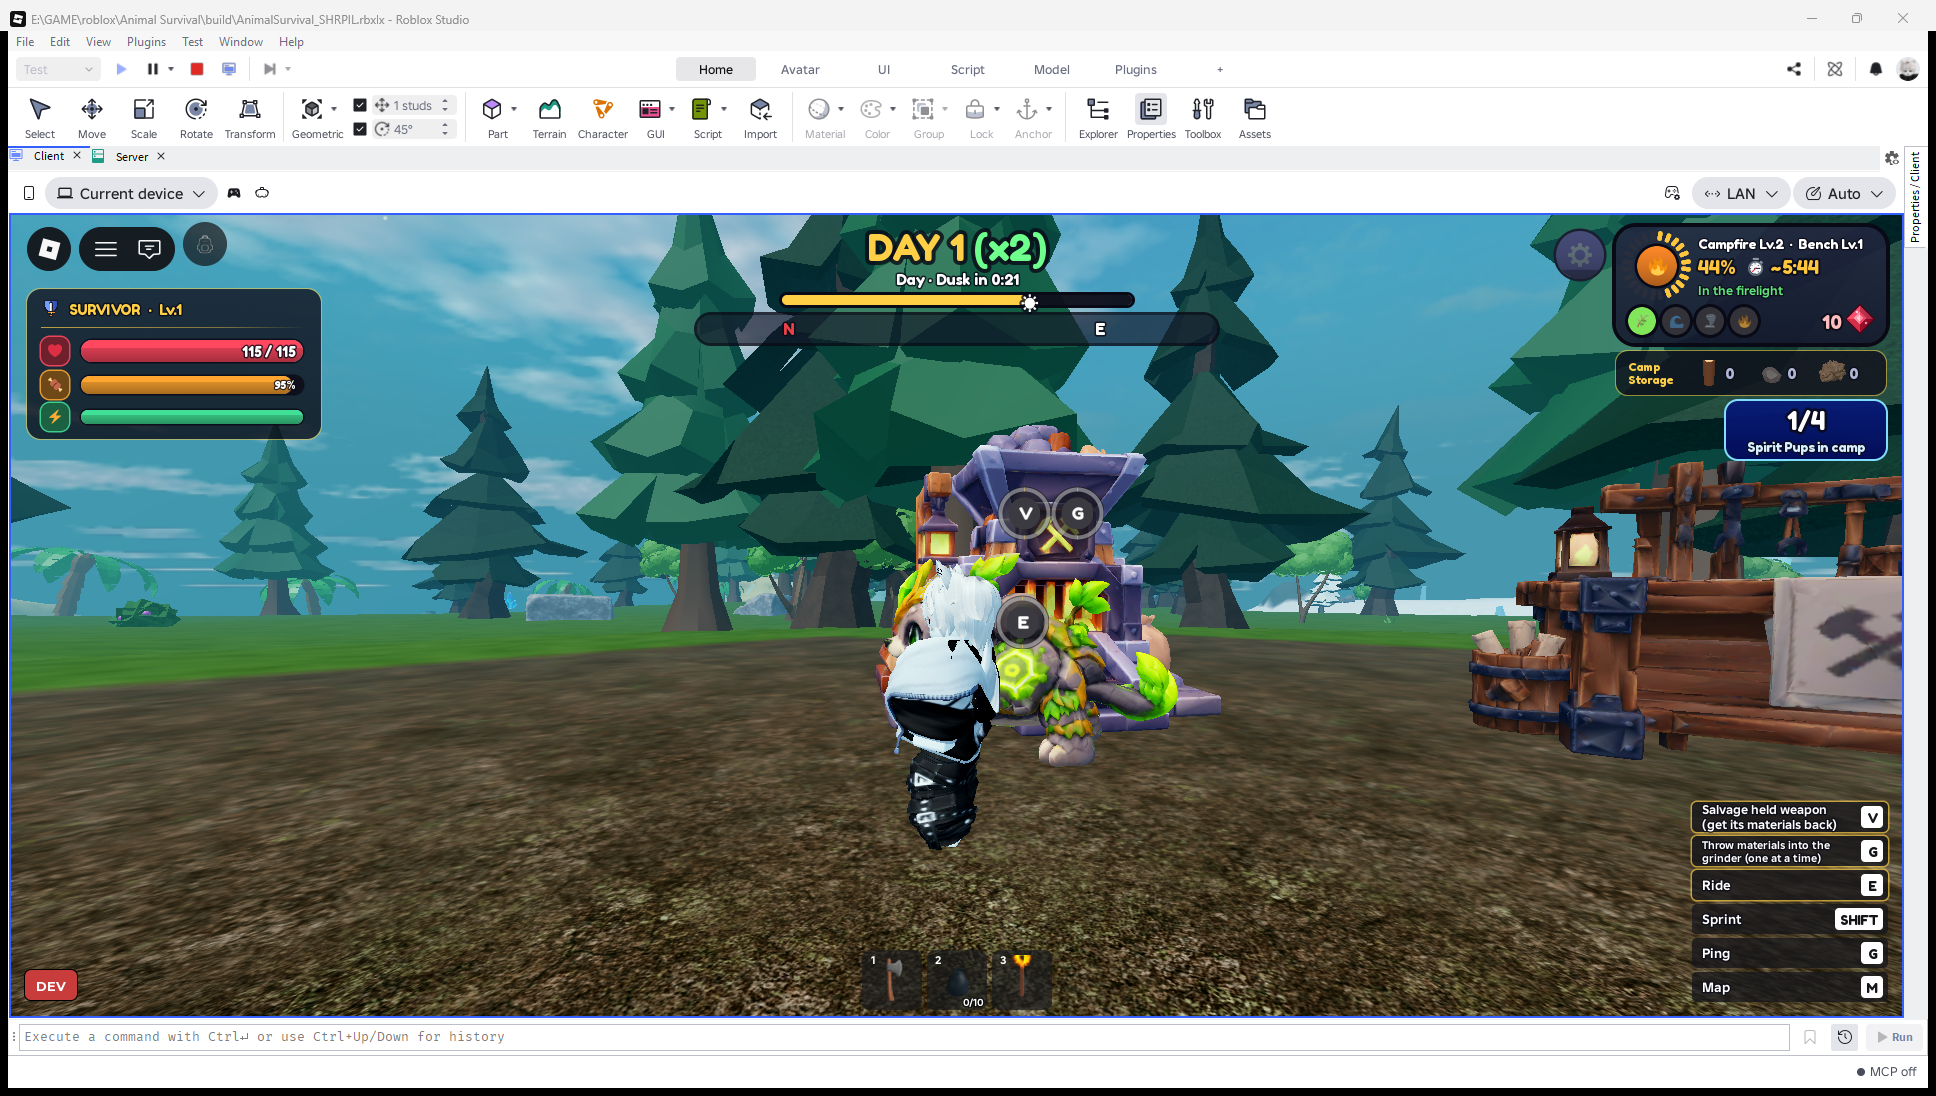 E:\GAME\roblox\Animal Survival\build\AnimalSurvival_SHRPIL.rbxlx - Roblox Studio
File Edit View Plugins Test Window Help
Test
Home Avatar UI Script Model Plugins +
1 studs
45°
Select Move Scale Rotate Transform Geometric Part Terrain Character GUI Script Import Material Color Group Lock Anchor Explorer Properties Toolbox Assets
Client Server
Properties / Client
Current device
LAN
Auto
DAY 1 (x2)
Day · Dusk in 0:21
N E
SURVIVOR · Lv.1
115 / 115
95%
Campfire Lv.2 · Bench Lv.1
44% ~5:44
In the firelight
10
Camp
Storage
0 0 0
1/4
Spirit Pups in camp
V G
E
Salvage held weapon
(get its materials back) V
Throw materials into the
grinder (one at a time) G
Ride E
Sprint SHIFT
Ping G
Map M
1 2 3
0/10
DEV
Execute a command with Ctrl↵ or use Ctrl+Up/Down for history
Run
MCP off